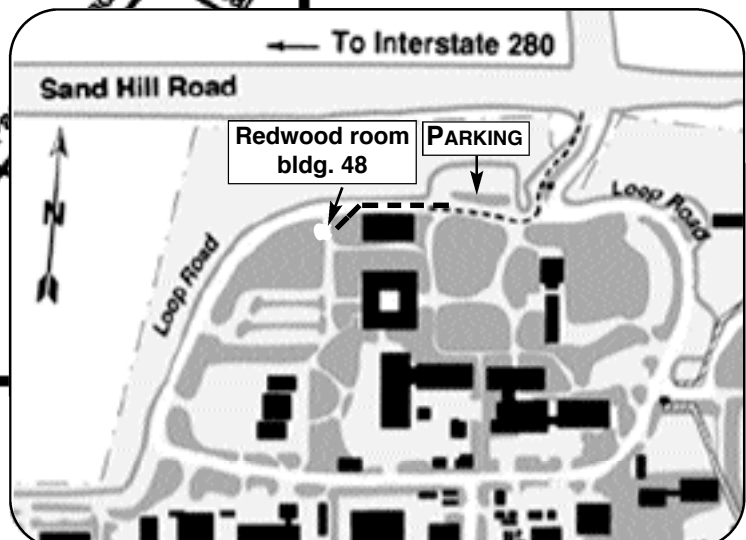 To Interstate 280
Sand Hill Road
Redwood room
bldg. 48
PARKING
Loop Road
N
Loop Road